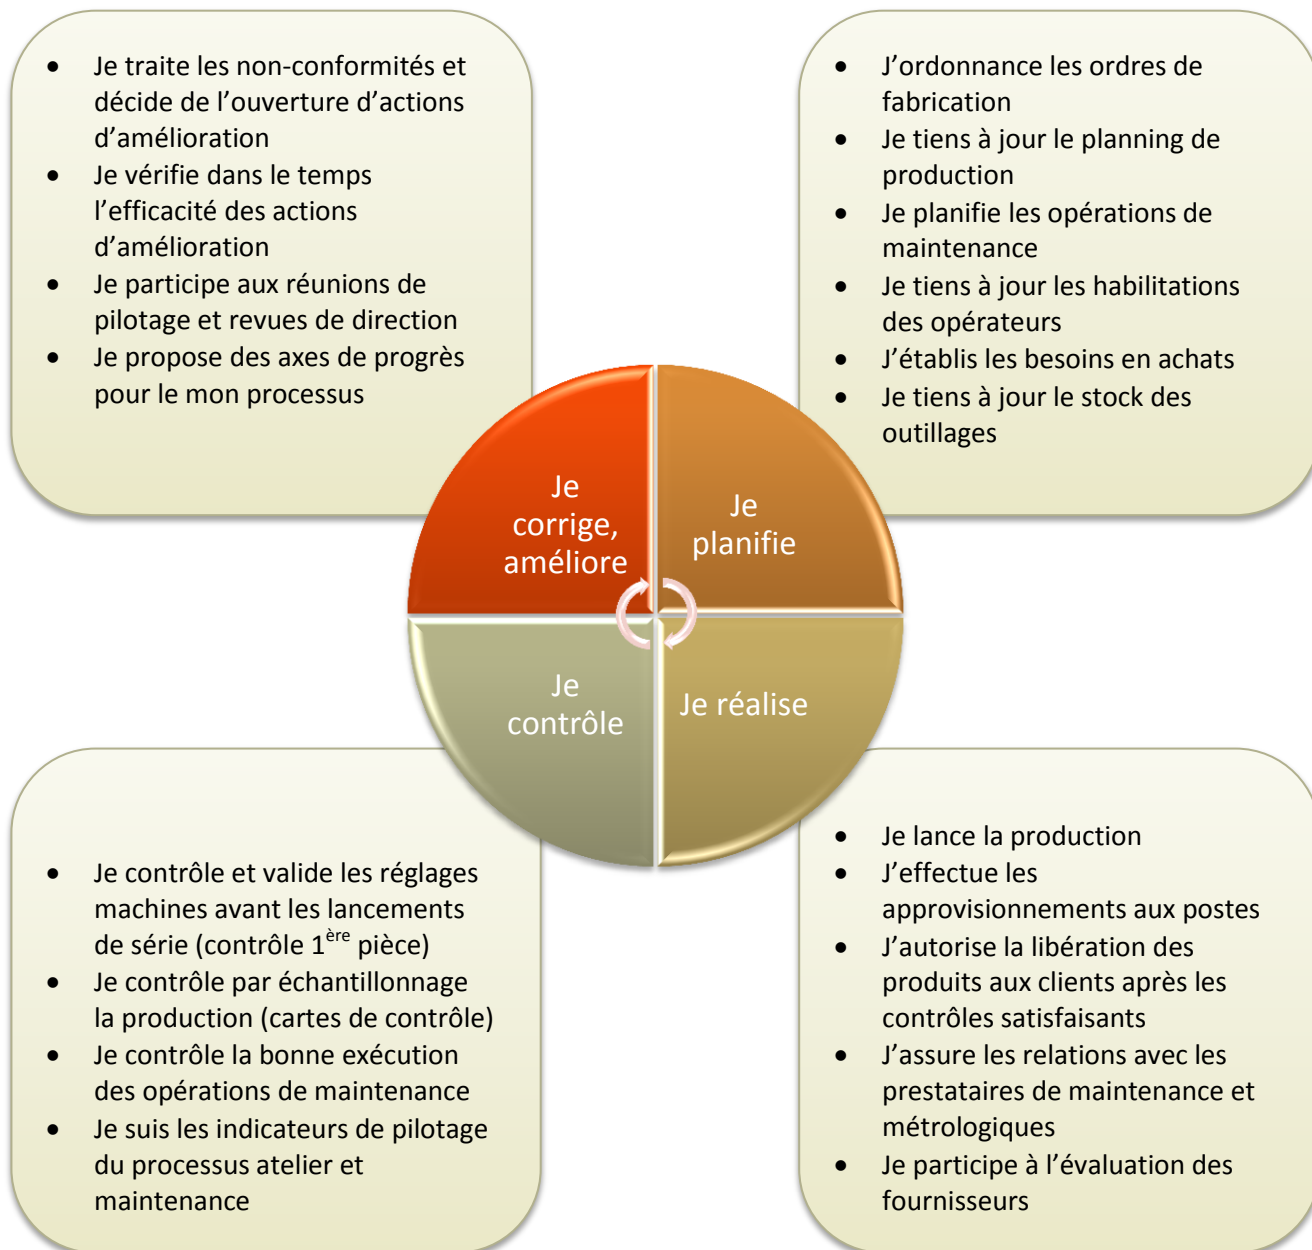 • Je traite les non-conformités et
décide de l’ouverture d’actions
d’amélioration
• Je vérifie dans le temps
l’efficacité des actions
d’amélioration
• Je participe aux réunions de
pilotage et revues de direction
• Je propose des axes de progrès
pour le mon processus
• J’ordonnance les ordres de
fabrication
• Je tiens à jour le planning de
production
• Je planifie les opérations de
maintenance
• Je tiens à jour les habilitations
des opérateurs
• J’établis les besoins en achats
• Je tiens à jour le stock des
outillages
Je
corrige,
améliore
Je
planifie
Je
contrôle
Je réalise
• Je contrôle et valide les réglages
machines avant les lancements
de série (contrôle 1ère pièce)
• Je contrôle par échantillonnage
la production (cartes de contrôle)
• Je contrôle la bonne exécution
des opérations de maintenance
• Je suis les indicateurs de pilotage
du processus atelier et
maintenance
• Je lance la production
• J’effectue les
approvisionnements aux postes
• J’autorise la libération des
produits aux clients après les
contrôles satisfaisants
• J’assure les relations avec les
prestataires de maintenance et
métrologiques
• Je participe à l’évaluation des
fournisseurs